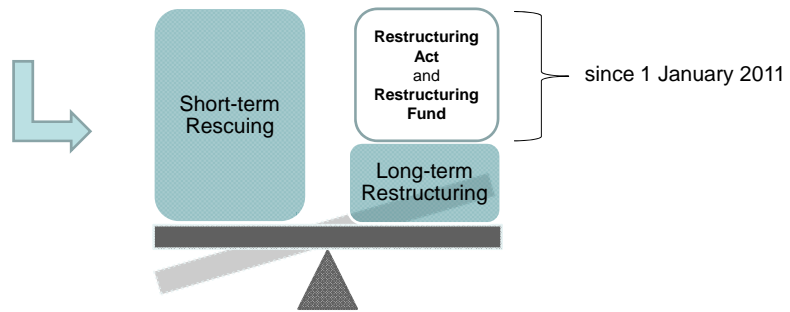 Short-term
Rescuing
Restructuring
Act
and
Restructuring
Fund
Long-term
Restructuring
since 1 January 2011